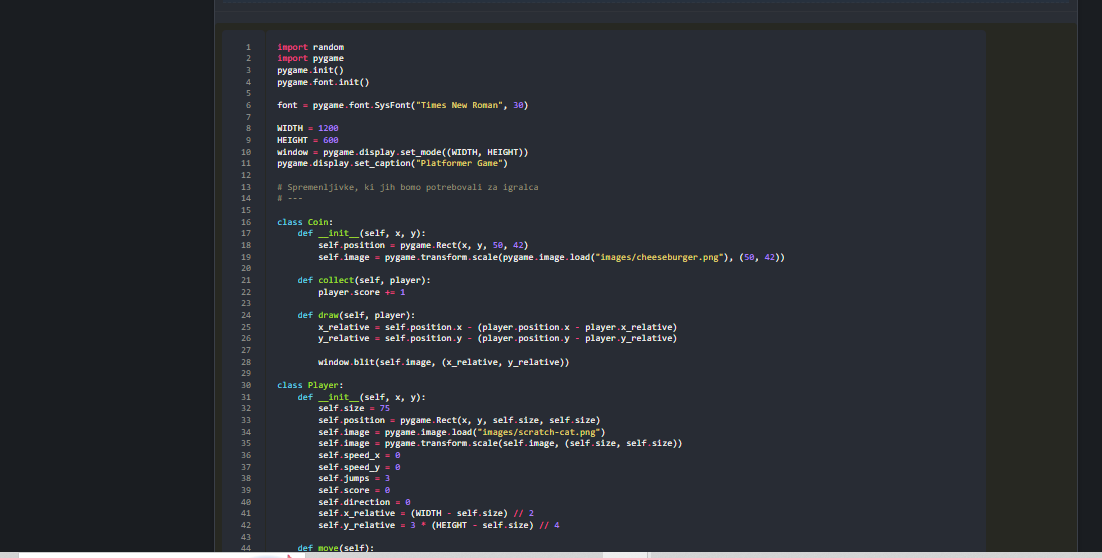 1 import random
2 import pygame
3 pygame.init()
4 pygame.font.init()
5
6 font = pygame.font.SysFont("Times New Roman", 30)
7
8 WIDTH = 1200
9 HEIGHT = 600
10 window = pygame.display.set_mode((WIDTH, HEIGHT))
11 pygame.display.set_caption("Platformer Game")
12
13 # Spremenljivke, ki jih bomo potrebovali za igralca
14 # ---
15
16 class Coin:
17     def __init__(self, x, y):
18         self.position = pygame.Rect(x, y, 50, 42)
19         self.image = pygame.transform.scale(pygame.image.load("images/cheeseburger.png"), (50, 42))
20
21     def collect(self, player):
22         player.score += 1
23
24     def draw(self, player):
25         x_relative = self.position.x - (player.position.x - player.x_relative)
26         y_relative = self.position.y - (player.position.y - player.y_relative)
27
28         window.blit(self.image, (x_relative, y_relative))
29
30 class Player:
31     def __init__(self, x, y):
32         self.size = 75
33         self.position = pygame.Rect(x, y, self.size, self.size)
34         self.image = pygame.image.load("images/scratch-cat.png")
35         self.image = pygame.transform.scale(self.image, (self.size, self.size))
36         self.speed_x = 0
37         self.speed_y = 0
38         self.jumps = 3
39         self.score = 0
40         self.direction = 0
41         self.x_relative = (WIDTH - self.size) // 2
42         self.y_relative = 3 * (HEIGHT - self.size) // 4
43
44     def move(self):